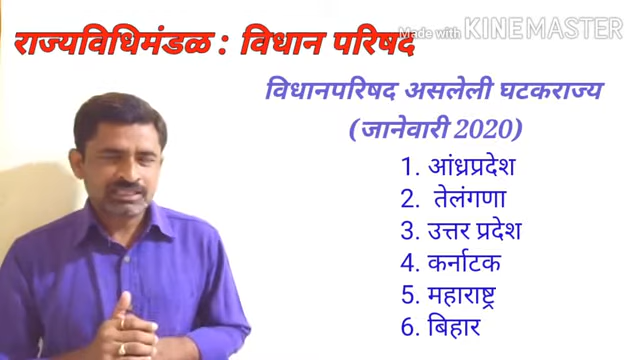 Made with KINEMASTER
राज्यविधिमंडळ : विधान परिषद
विधानपरिषद असलेली घटकराज्य
(जानेवारी 2020)
1. आंध्रप्रदेश
2. तेलंगणा
3. उत्तर प्रदेश
4. कर्नाटक
5. महाराष्ट्र
6. बिहार